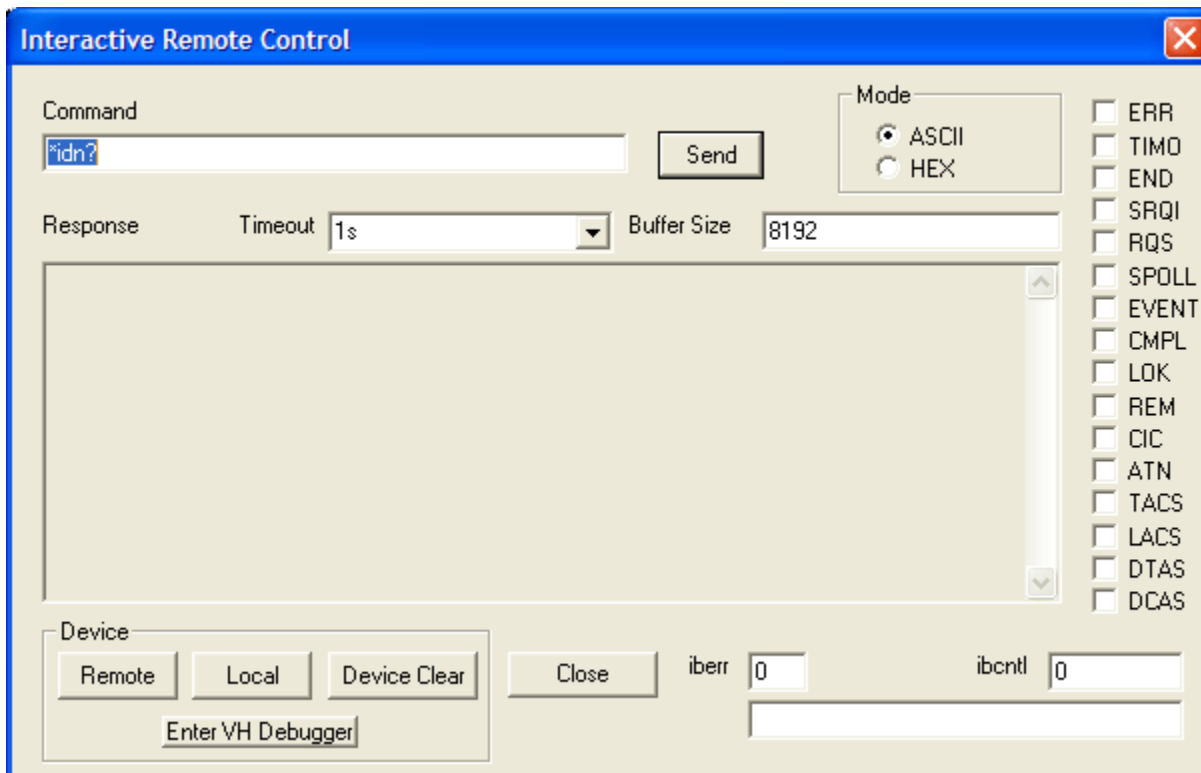 Interactive Remote Control
Command
*idn?
Send
Mode
ASCII
HEX
Response
Timeout
1s
Buffer Size
8192
ERR
TIMO
END
SRQI
RQS
SPOLL
EVENT
CMPL
LOK
REM
CIC
ATN
TACS
LACS
DTAS
DCAS
Device
Remote
Local
Device Clear
Enter VH Debugger
Close
iberr
0
ibcntl
0